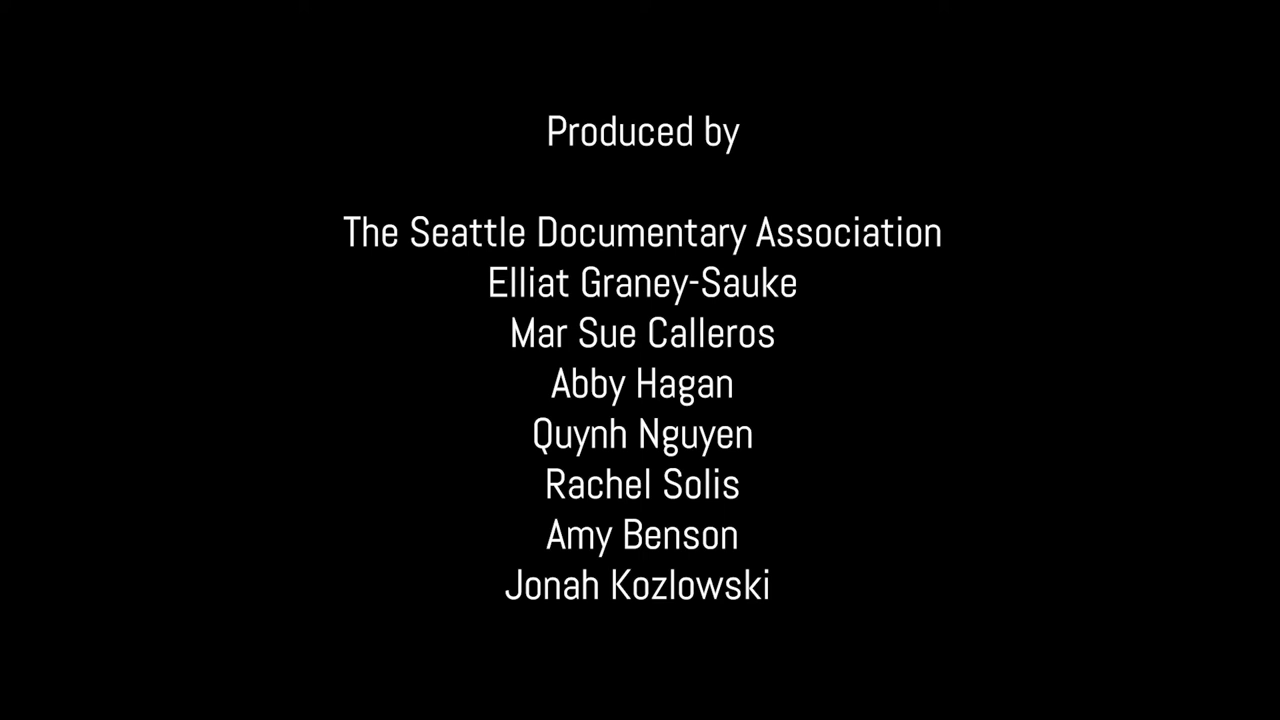 Produced by
The Seattle Documentary Association
Elliat Graney-Sauke
Mar Sue Calleros
Abby Hagan
Quynh Nguyen
Rachel Solis
Amy Benson
Jonah Kozlowski